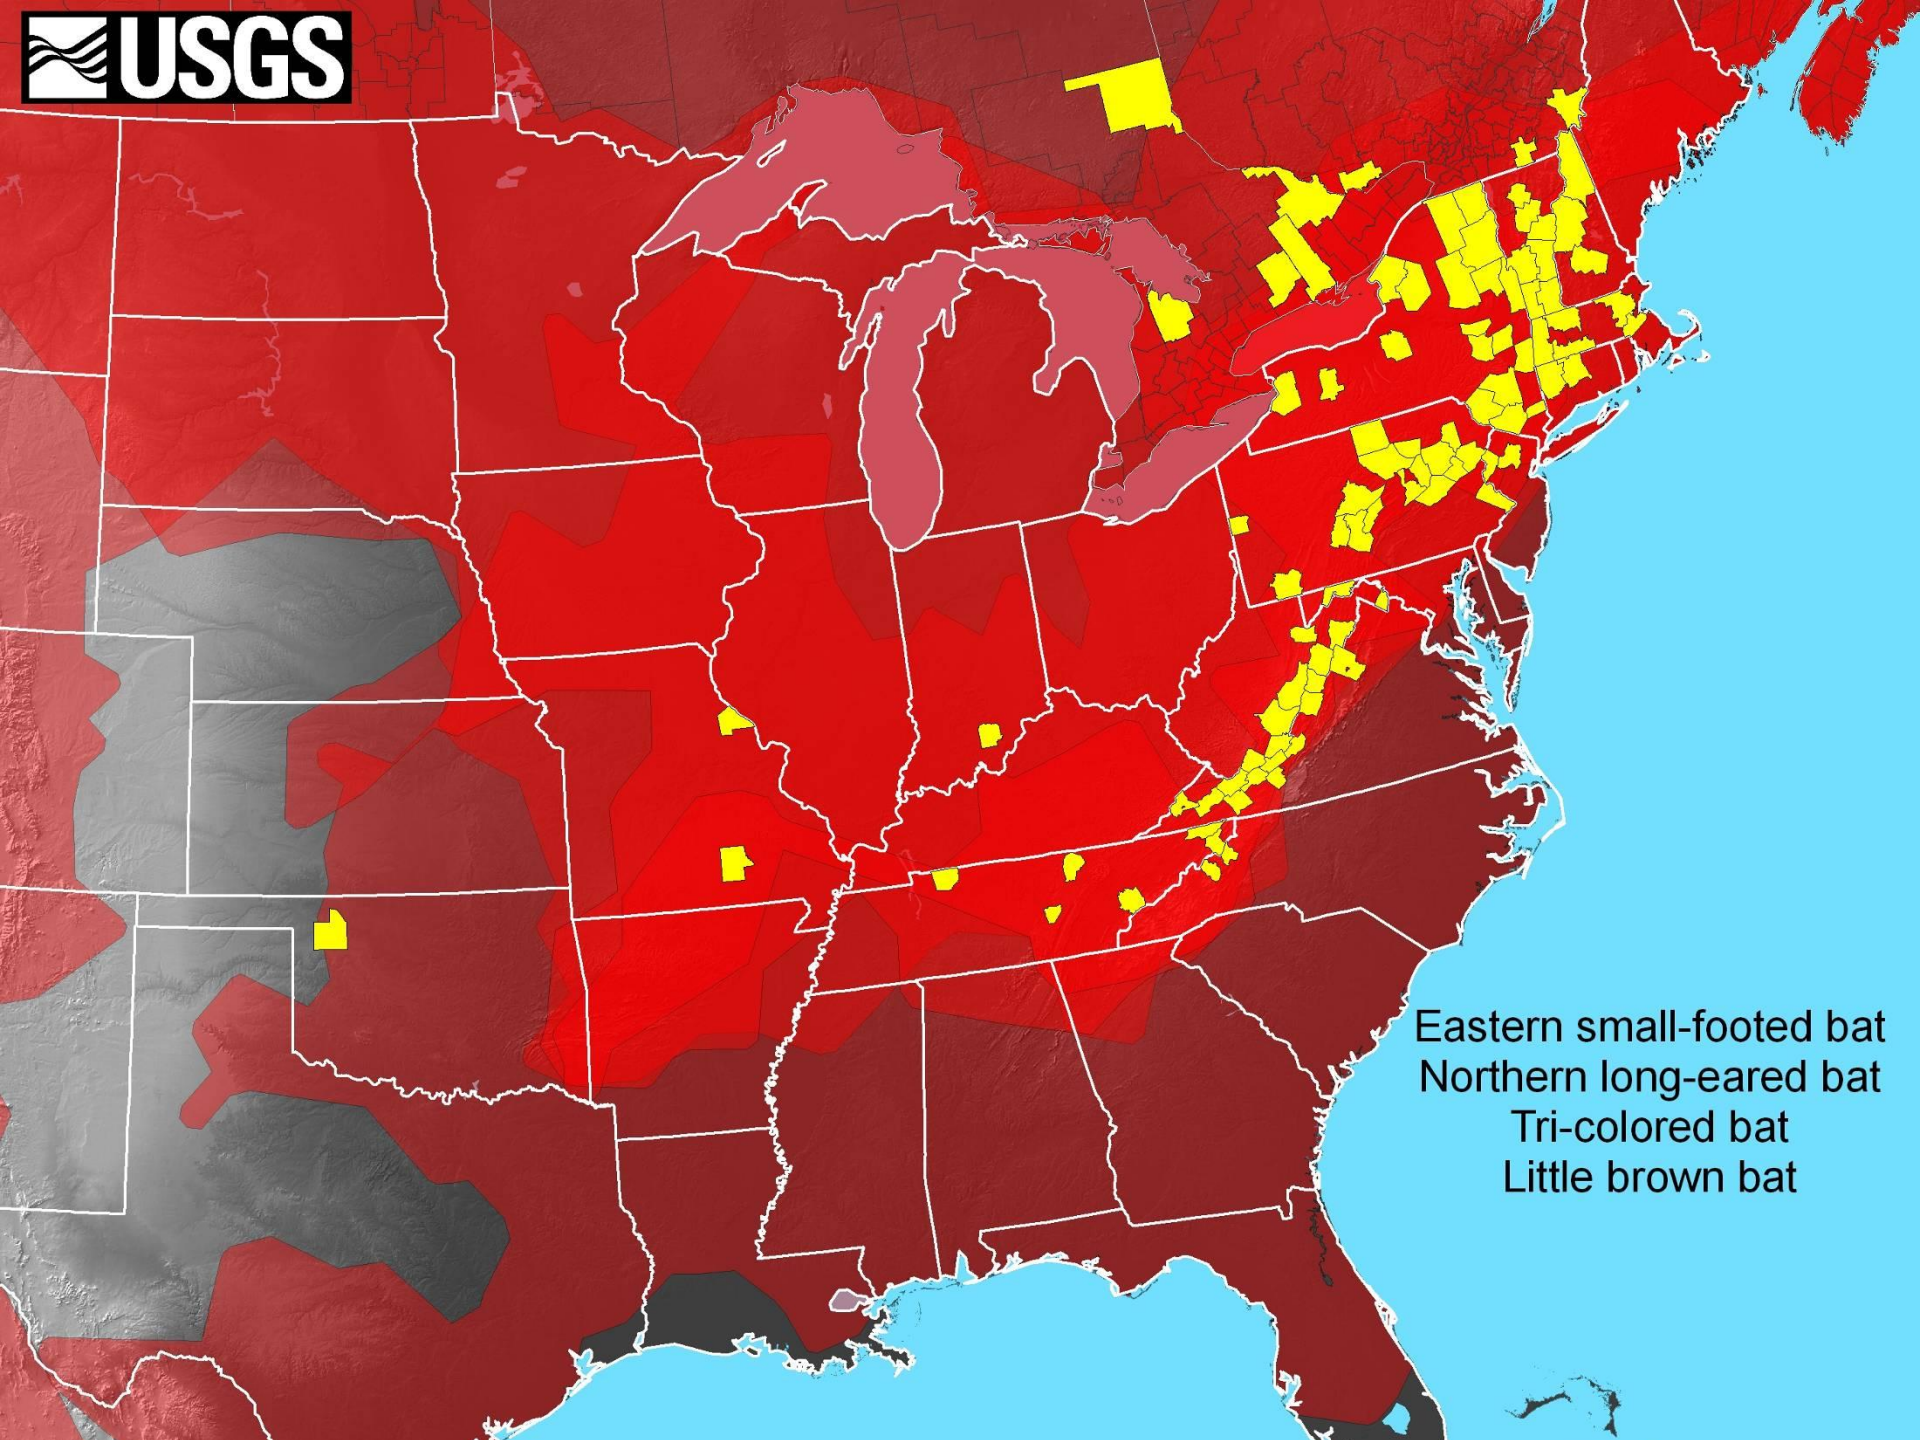 USGS
Eastern small-footed bat
Northern long-eared bat
Tri-colored bat
Little brown bat